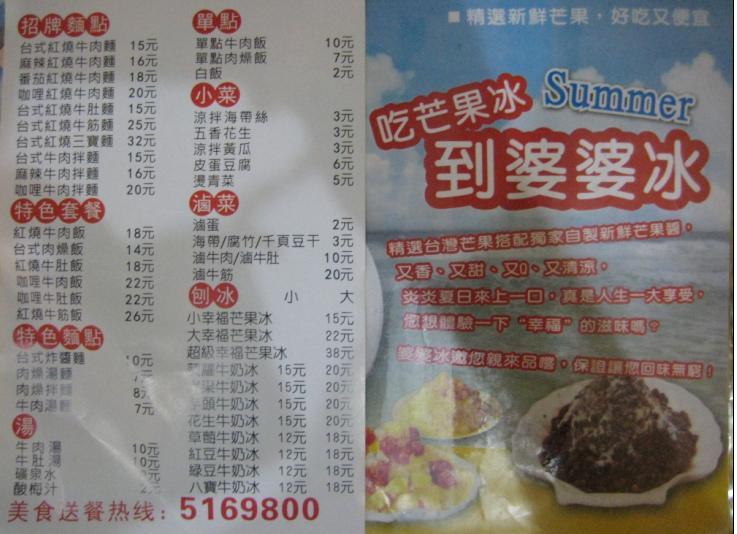 招牌麵點
台式紅燒牛肉麵 15元
麻辣紅燒牛肉麵 16元
番茄紅燒牛肉麵 18元
咖哩紅燒牛肉麵 20元
台式紅燒牛肚麵 15元
台式紅燒牛筋麵 25元
台式紅燒三寶麵 32元
台式牛肉拌麵 15元
麻辣牛肉拌麵 16元
咖哩牛肉拌麵 20元
特色套餐
紅燒牛肉飯 18元
台式肉燥飯 14元
紅燒牛肚飯 18元
咖哩牛肉飯 22元
咖哩牛肚飯 22元
紅燒牛筋飯 26元
特色麵點
台式炸醬麵 10元
肉燥湯麵 7元
肉燥拌麵 8元
牛肉湯麵 7元
湯
牛肉湯 10元
牛肚湯 10元
礦泉水
酸梅汁 2元
單點
單點牛肉飯 10元
單點肉燥飯 7元
白飯 2元
小菜
涼拌海帶絲 3元
五香花生 3元
涼拌黃瓜 3元
皮蛋豆腐 6元
燙青菜 5元
滷菜
滷蛋 2元
海帶/腐竹/千頁豆干 3元
滷牛肉/滷牛肚 10元
滷牛筋 20元
刨冰 小 大
小幸福芒果冰 15元
大幸福芒果冰 22元
超級幸福芒果冰 38元
菠蘿牛奶冰 15元 20元
果牛奶冰 15元 20元
芋頭牛奶冰 15元 20元
花生牛奶冰 15元 20元
草莓牛奶冰 12元 18元
紅豆牛奶冰 12元 18元
綠豆牛奶冰 12元 18元
八寶牛奶冰 12元 18元
美食送餐热线：5169800
■ 精選新鮮芒果，好吃又便宜
Summer
吃芒果冰
到婆婆冰
精選台灣芒果搭配獨家自製新鮮芒果醬，
又香、又甜、又Q、又清涼，
炎炎夏日來上一口，真是人生一大享受，
您想體驗一下“幸福”的滋味嗎？
婆婆冰邀您親來品嚐，保證讓您回味無窮！